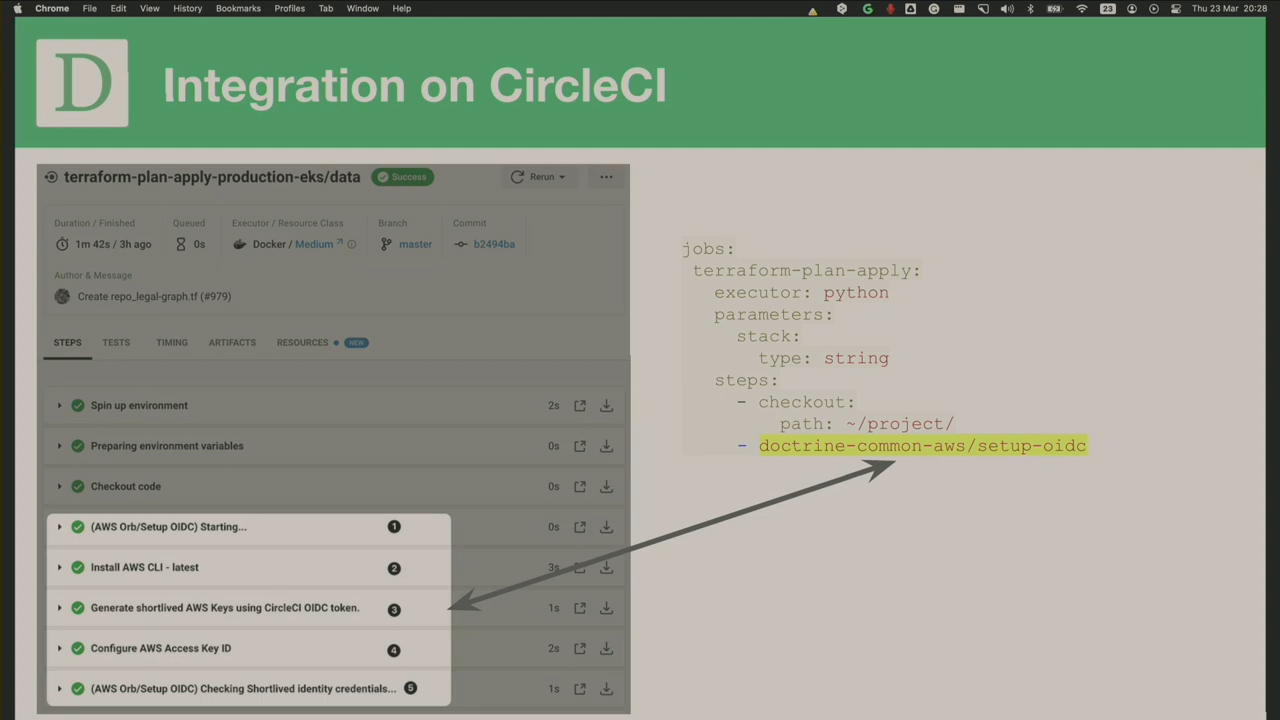 Chrome File Edit View History Bookmarks Profiles Tab Window Help 23 Thu 23 Mar 20:28
D Integration on CircleCI
terraform-plan-apply-production-eks/data Success Rerun ...
Duration / Finished Queued Executor / Resource Class Branch Commit
1m 42s / 3h ago 0s Docker / Medium master b2494ba
Author & Message
Create repo_legal-graph.tf (#979)
STEPS TESTS TIMING ARTIFACTS RESOURCES NEW
Spin up environment 2s
Preparing environment variables 0s
Checkout code 0s
(AWS Orb/Setup OIDC) Starting... 1 0s
Install AWS CLI - latest 2 3s
Generate shortlived AWS Keys using CircleCI OIDC token. 3 1s
Configure AWS Access Key ID 4 2s
(AWS Orb/Setup OIDC) Checking Shortlived identity credentials... 5 1s
jobs:
terraform-plan-apply:
executor: python
parameters:
stack:
type: string
steps:
- checkout:
path: ~/project/
- doctrine-common-aws/setup-oidc